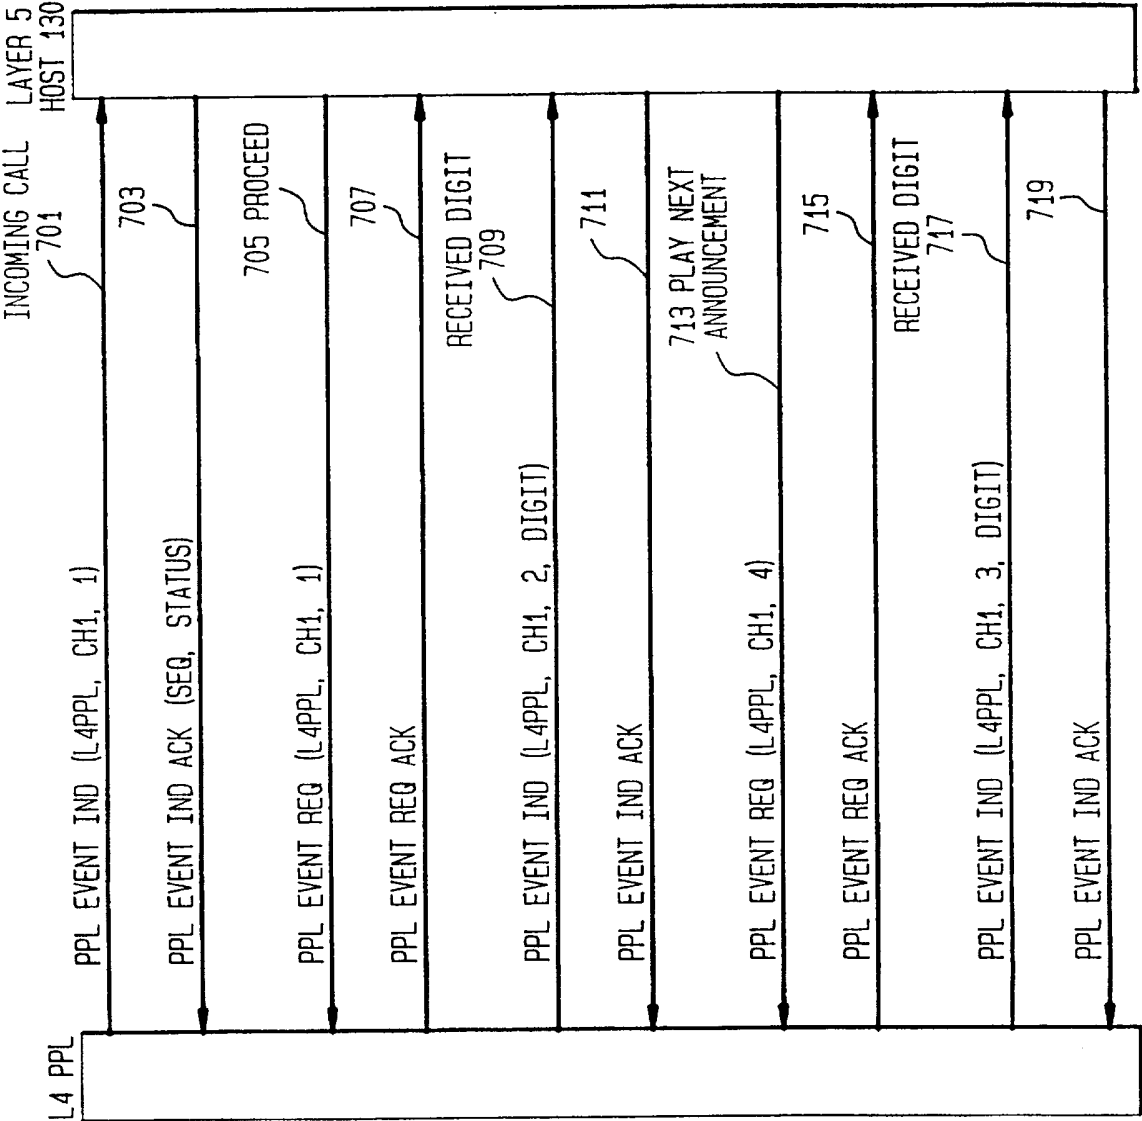 L4 PPL
LAYER 5
HOST 130
INCOMING CALL
701
PPL EVENT IND (L4PPL, CH1, 1)
703
PPL EVENT IND ACK (SEQ, STATUS)
705 PROCEED
PPL EVENT REQ (L4PPL, CH1, 1)
707
PPL EVENT REQ ACK
RECEIVED DIGIT
709
PPL EVENT IND (L4PPL, CH1, 2, DIGIT)
711
PPL EVENT IND ACK
713 PLAY NEXT
ANNOUNCEMENT
PPL EVENT REQ (L4PPL, CH1, 4)
715
PPL EVENT REQ ACK
RECEIVED DIGIT
717
PPL EVENT IND (L4PPL, CH1, 3, DIGIT)
719
PPL EVENT IND ACK